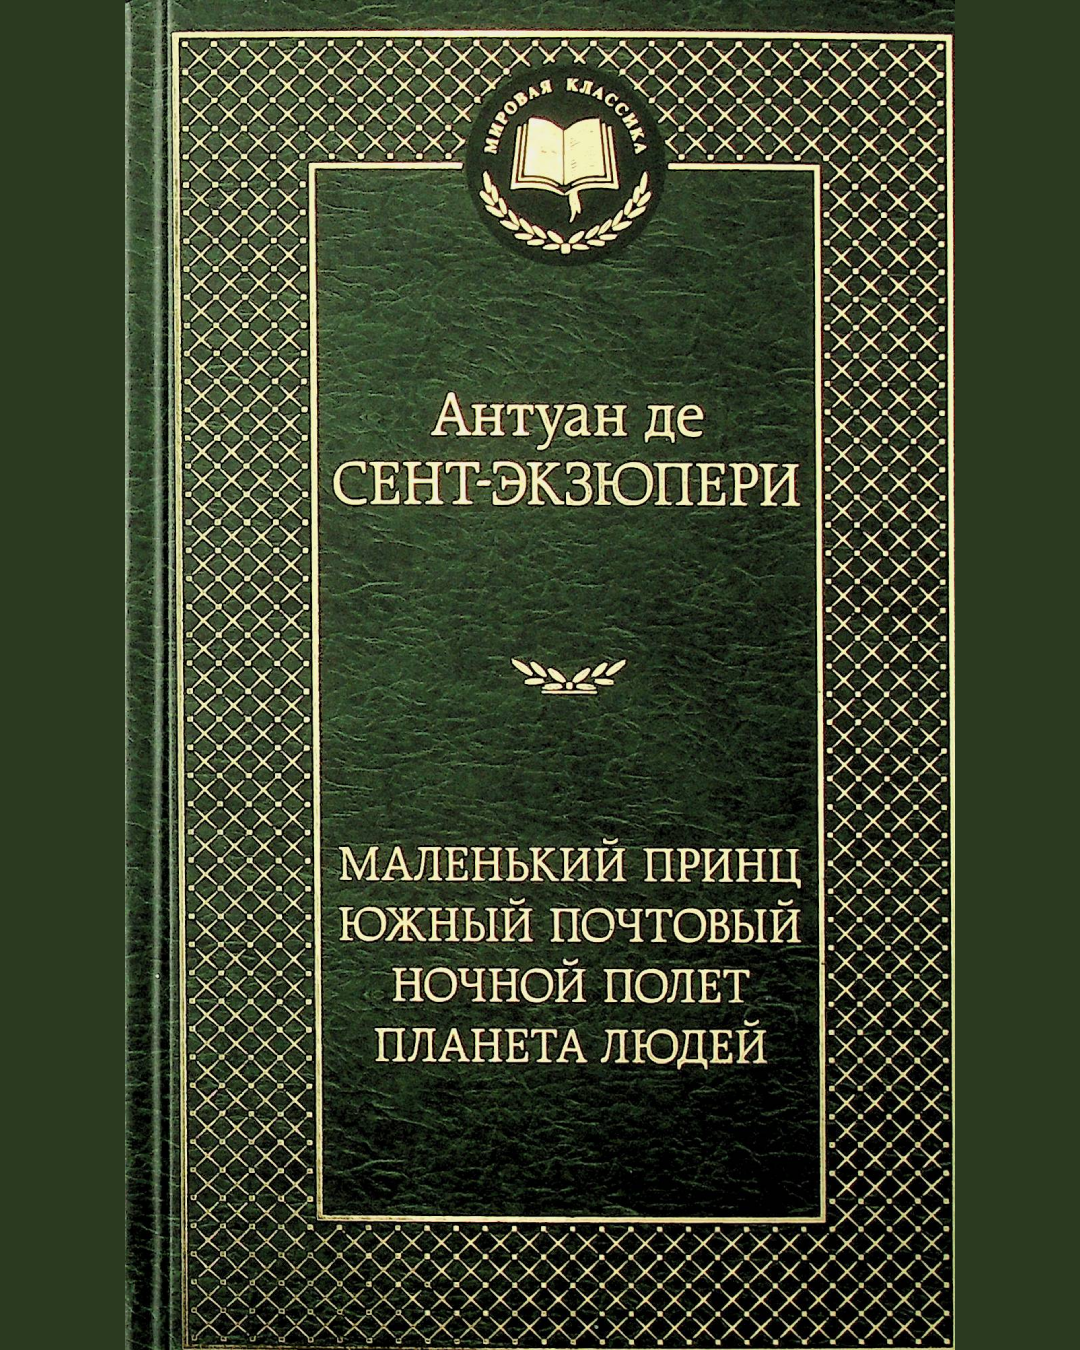 МИРОВАЯ КЛАССИКА
Антуан де
СЕНТ-ЭКЗЮПЕРИ
МАЛЕНЬКИЙ ПРИНЦ
ЮЖНЫЙ ПОЧТОВЫЙ
НОЧНОЙ ПОЛЕТ
ПЛАНЕТА ЛЮДЕЙ